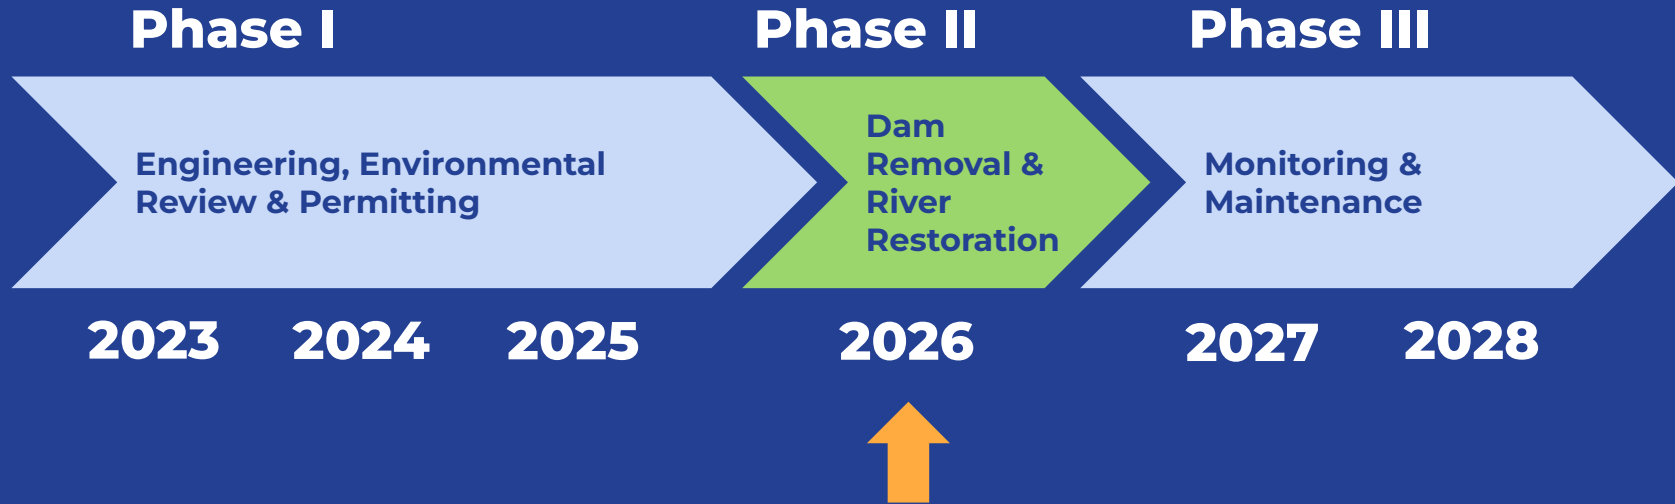 Phase I
Phase II
Phase III
Engineering, Environmental
Review & Permitting
Dam
Removal &
River
Restoration
Monitoring &
Maintenance
2023
2024
2025
2026
2027
2028